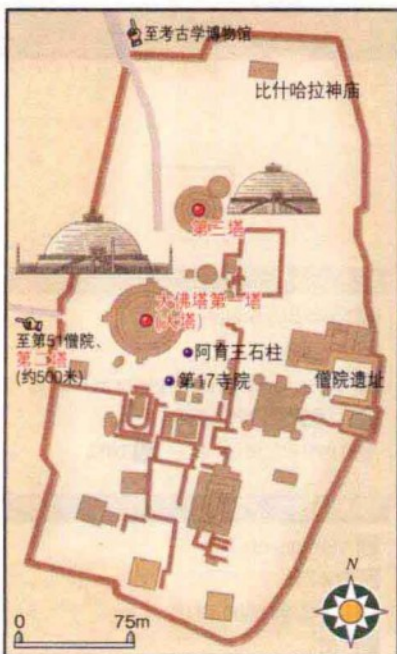 至考古学博物馆
比什哈拉神庙
第三塔
大佛塔第一塔
(大塔)
至第51僧院、
第二塔
(约500米)
阿育王石柱
第17寺院
僧院遗址
N
0 75m